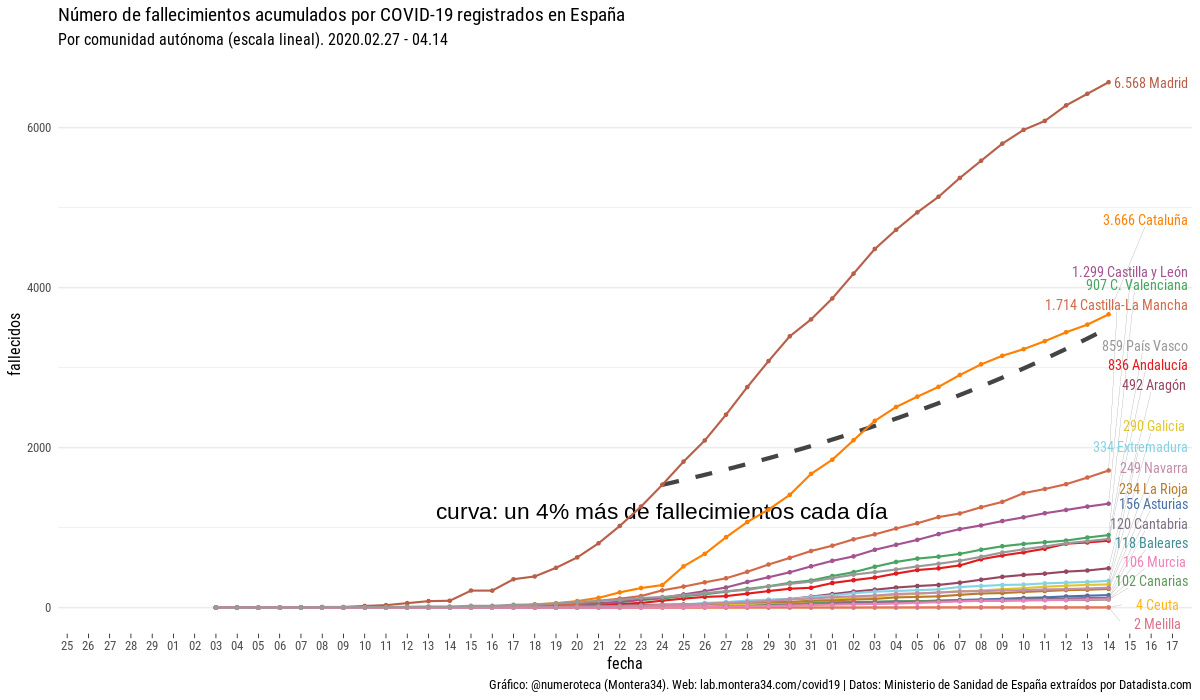 Número de fallecimientos acumulados por COVID-19 registrados en España
Por comunidad autónoma (escala lineal). 2020.02.27 - 04.14
fallecidos
6000
4000
2000
0
6.568 Madrid
3.666 Cataluña
1.299 Castilla y León
907 C. Valenciana
1.714 Castilla-La Mancha
859 País Vasco
836 Andalucía
492 Aragón
290 Galicia
334 Extremadura
249 Navarra
234 La Rioja
156 Asturias
120 Cantabria
118 Baleares
106 Murcia
102 Canarias
4 Ceuta
2 Melilla
curva: un 4% más de fallecimientos cada día
25 26 27 28 29 01 02 03 04 05 06 07 08 09 10 11 12 13 14 15 16 17 18 19 20 21 22 23 24 25 26 27 28 29 30 31 01 02 03 04 05 06 07 08 09 10 11 12 13 14 15 16 17
fecha
Gráfico: @numeroteca (Montera34). Web: lab.montera34.com/covid19 | Datos: Ministerio de Sanidad de España extraídos por Datadista.com